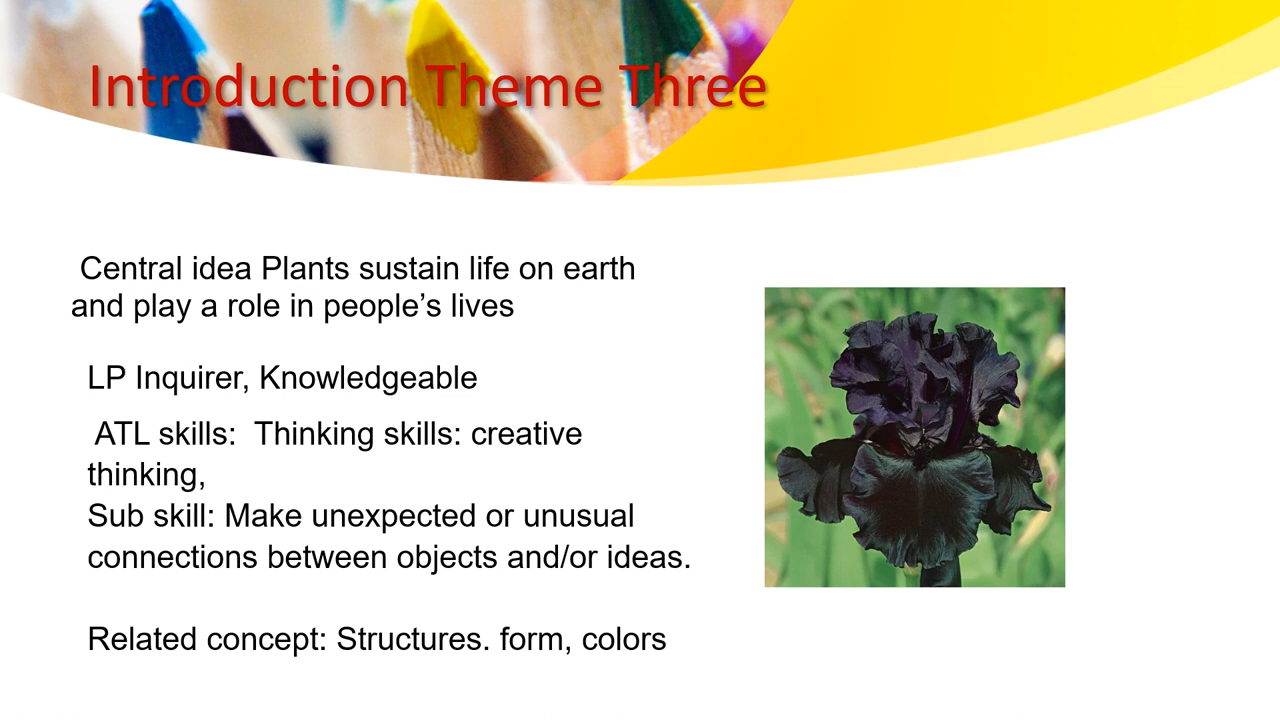 Introduction Theme Three
Central idea Plants sustain life on earth
and play a role in people’s lives
LP Inquirer, Knowledgeable
ATL skills:  Thinking skills: creative
thinking,
Sub skill: Make unexpected or unusual
connections between objects and/or ideas.
Related concept: Structures. form, colors